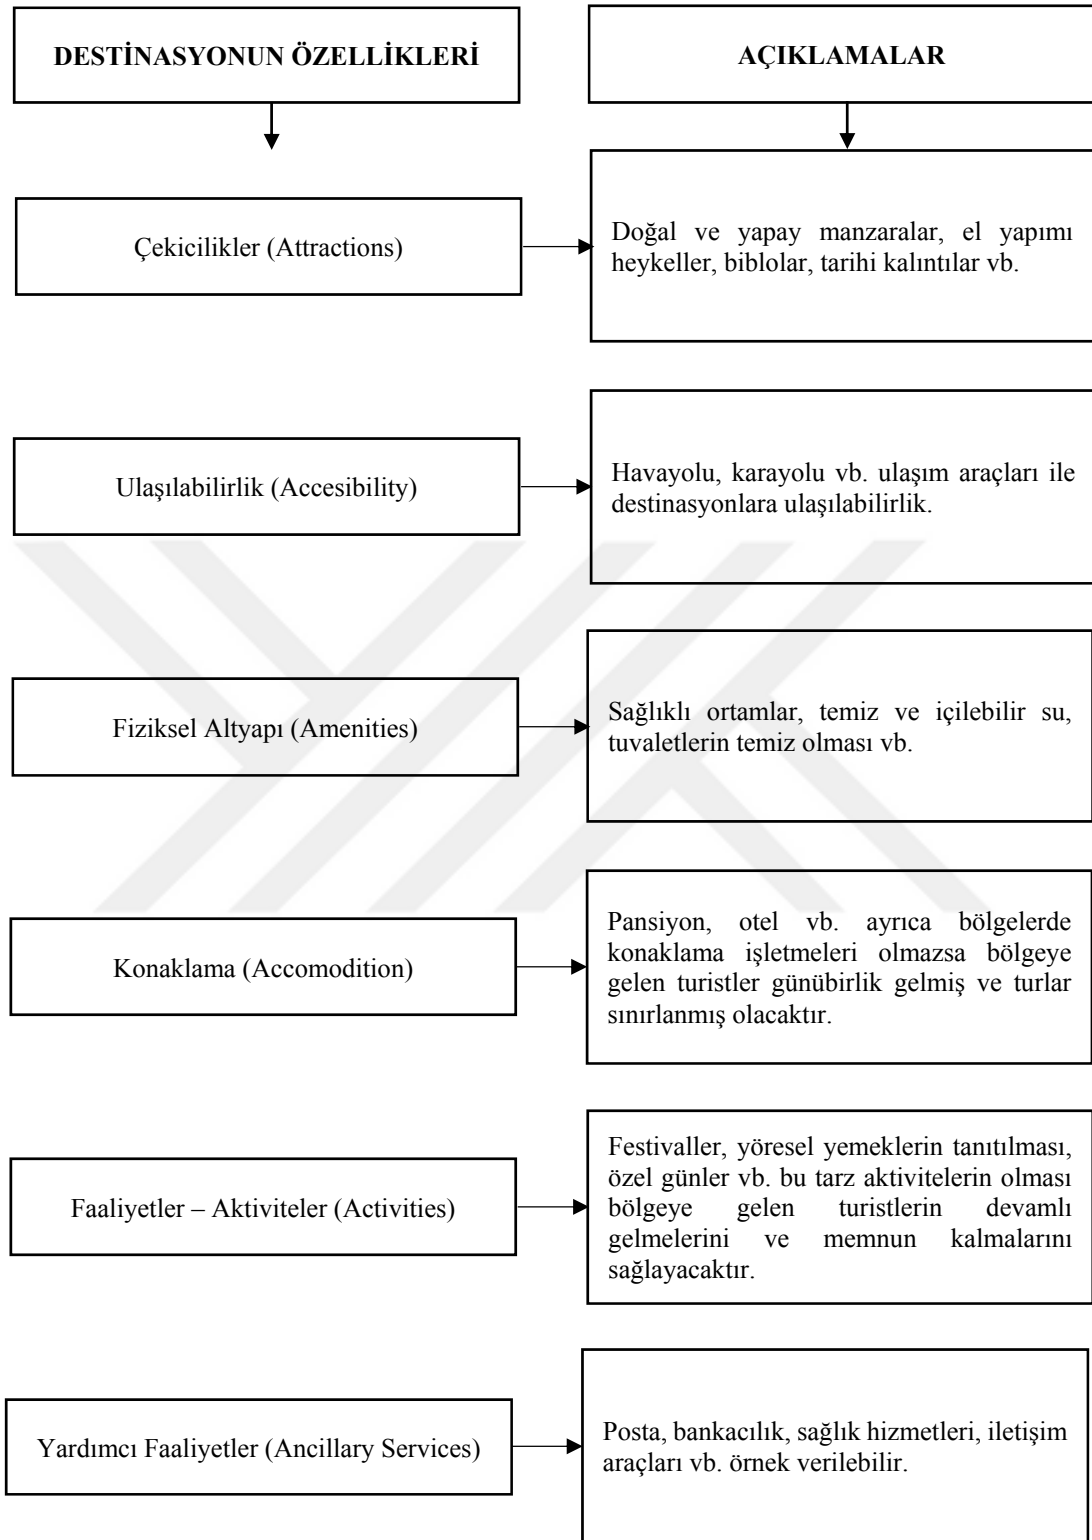 DESTİNASYONUN ÖZELLİKLERİ
AÇIKLAMALAR
Çekicilikler (Attractions)
Doğal ve yapay manzaralar, el yapımı
heykeller, biblolar, tarihi kalıntılar vb.
Ulaşılabilirlik (Accesibility)
Havayolu, karayolu vb. ulaşım araçları ile
destinasyonlara ulaşılabilirlik.
Fiziksel Altyapı (Amenities)
Sağlıklı ortamlar, temiz ve içilebilir su,
tuvaletlerin temiz olması vb.
Konaklama (Accomodition)
Pansiyon, otel vb. ayrıca bölgelerde
konaklama işletmeleri olmazsa bölgeye
gelen turistler günübirlik gelmiş ve turlar
sınırlanmış olacaktır.
Faaliyetler – Aktiviteler (Activities)
Festivaller, yöresel yemeklerin tanıtılması,
özel günler vb. bu tarz aktivitelerin olması
bölgeye gelen turistlerin devamlı
gelmelerini ve memnun kalmalarını
sağlayacaktır.
Yardımcı Faaliyetler (Ancillary Services)
Posta, bankacılık, sağlık hizmetleri, iletişim
araçları vb. örnek verilebilir.